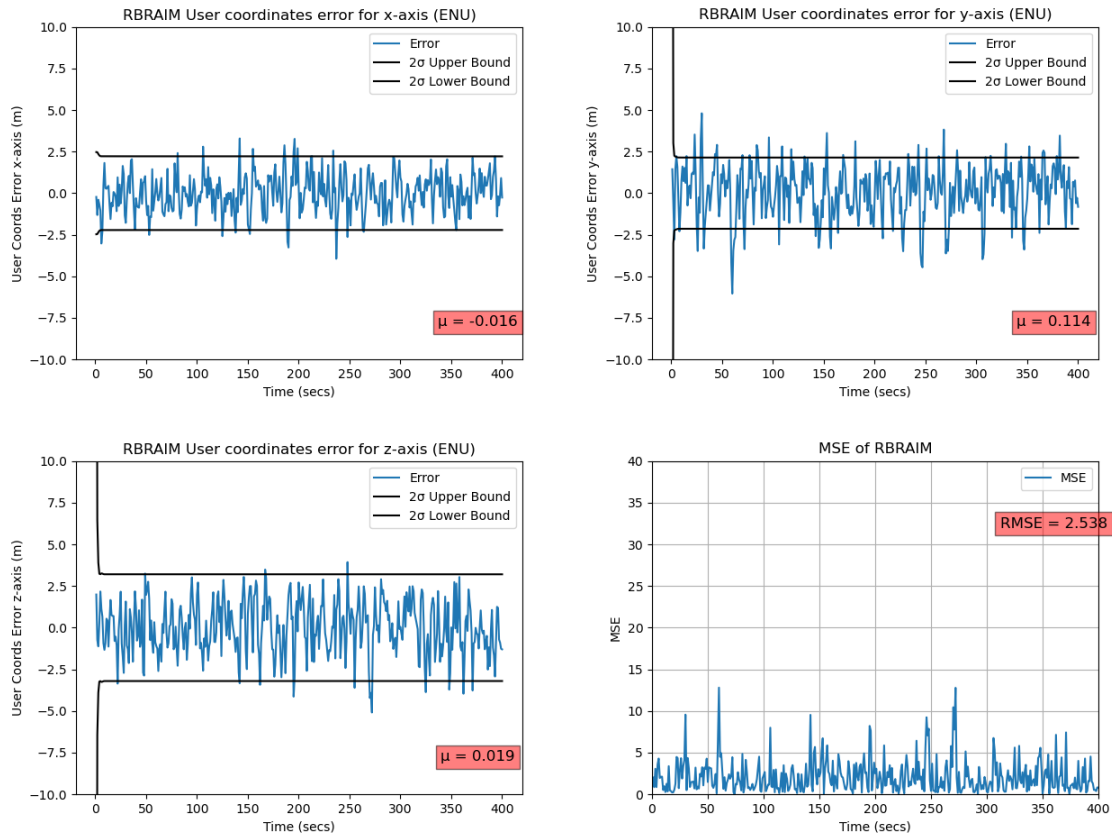 RBRAIM User coordinates error for x-axis (ENU)
User Coords Error x-axis (m)
10.0
7.5
5.0
2.5
0.0
−2.5
−5.0
−7.5
−10.0
Error
2σ Upper Bound
2σ Lower Bound
μ = -0.016
0 50 100 150 200 250 300 350 400
Time (secs)
RBRAIM User coordinates error for y-axis (ENU)
User Coords Error y-axis (m)
10.0
7.5
5.0
2.5
0.0
−2.5
−5.0
−7.5
−10.0
Error
2σ Upper Bound
2σ Lower Bound
μ = 0.114
0 50 100 150 200 250 300 350 400
Time (secs)
RBRAIM User coordinates error for z-axis (ENU)
User Coords Error z-axis (m)
10.0
7.5
5.0
2.5
0.0
−2.5
−5.0
−7.5
−10.0
Error
2σ Upper Bound
2σ Lower Bound
μ = 0.019
0 50 100 150 200 250 300 350 400
Time (secs)
MSE of RBRAIM
MSE
40
35
30
25
20
15
10
5
0
MSE
RMSE = 2.538
0 50 100 150 200 250 300 350 400
Time (secs)